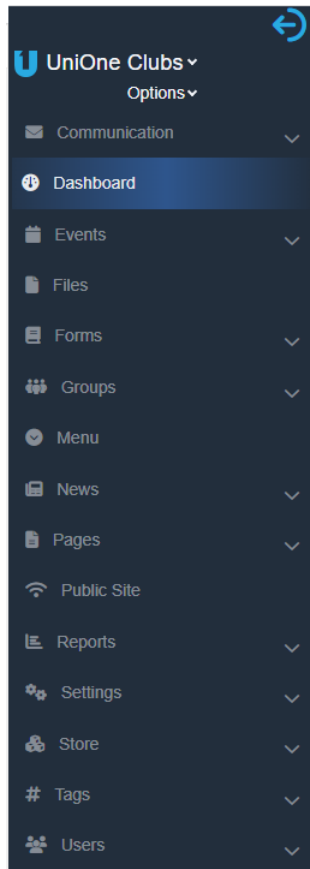 UniOne Clubs
Options
Communication
Dashboard
Events
Files
Forms
Groups
Menu
News
Pages
Public Site
Reports
Settings
Store
Tags
Users